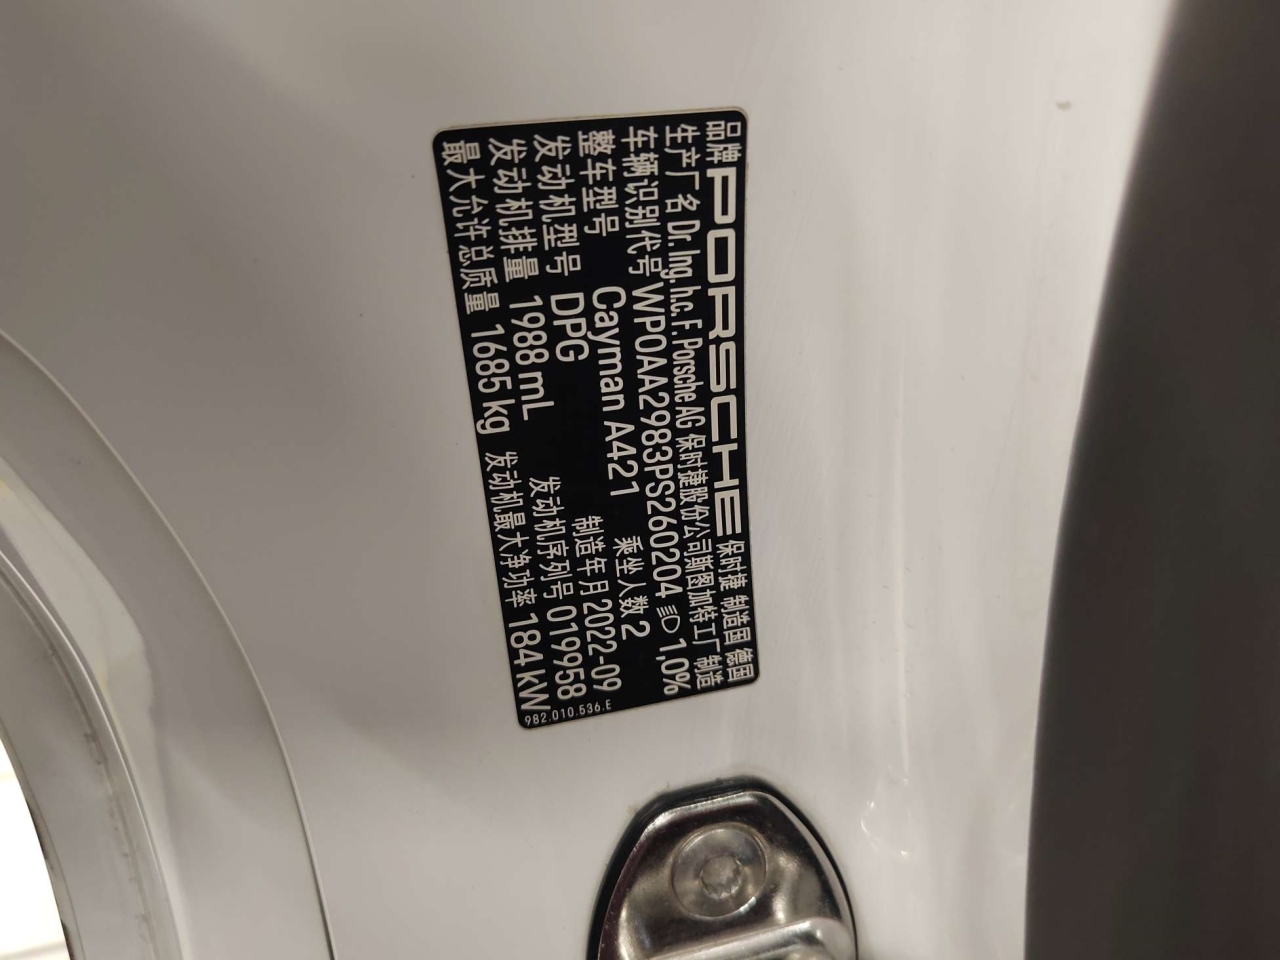 品牌 PORSCHE 保时捷 制造国 德国
生产厂名 Dr. Ing. h.c. F. Porsche AG 保时捷股份公司斯图加特工厂 制造
车辆识别代号 WP0AA2983PS260204 1,0%
整车型号 Cayman A421 乘坐人数 2
发动机型号 DPG 制造年月 2022-09
发动机排量 1988 mL 发动机序列号 019958
最大允许总质量 1685 kg 发动机最大净功率 184 kW
982.010.536.E